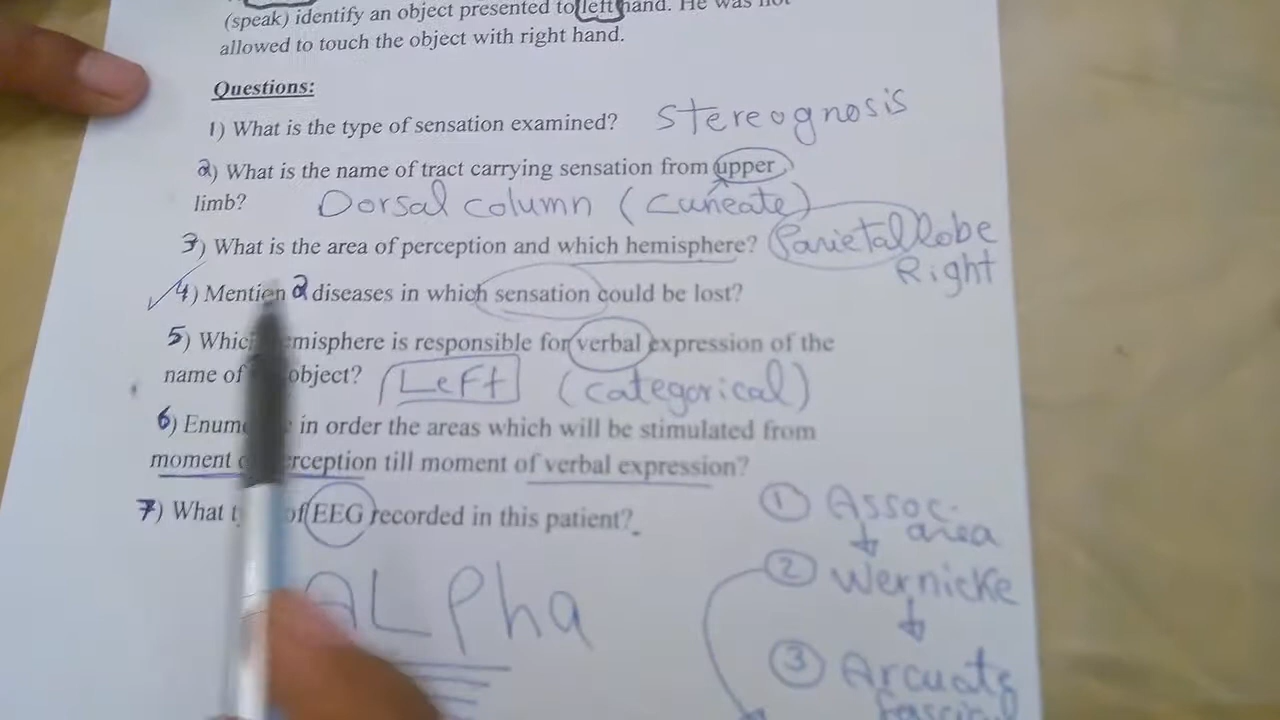 (speak) identify an object presented to left hand. He was not
allowed to touch the object with right hand.
Questions:
1) What is the type of sensation examined? Stereognosis
2) What is the name of tract carrying sensation from upper
limb? Dorsal column (Cuneate)
3) What is the area of perception and which hemisphere? Parietal lobe
Right
4) Mention 2 diseases in which sensation could be lost?
5) Which hemisphere is responsible for verbal expression of the
name of object? Left (categorical)
6) in order the areas which will be stimulated from
moment perception till moment of verbal expression?
7) What of EEG recorded in this patient?
① Assoc.
area
② Wernicke
ALPha
③ Arcuate